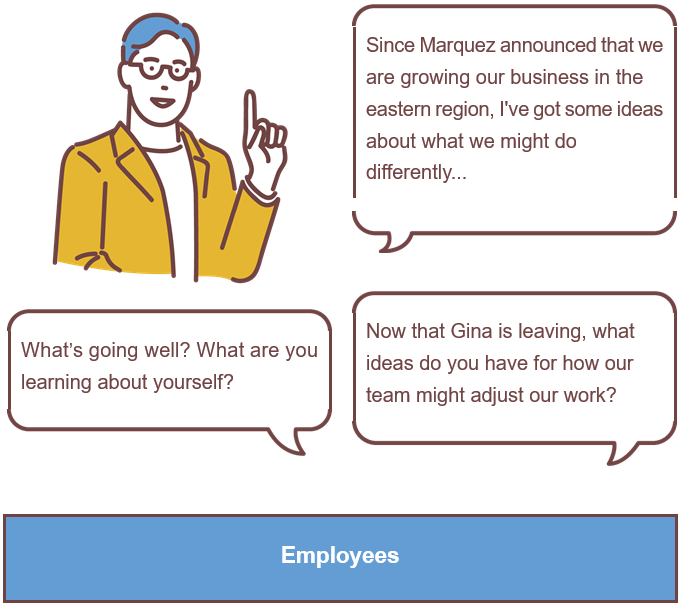 Since Marquez announced that we
are growing our business in the
eastern region, I've got some ideas
about what we might do
differently...
What’s going well? What are you
learning about yourself?
Now that Gina is leaving, what
ideas do you have for how our
team might adjust our work?
Employees